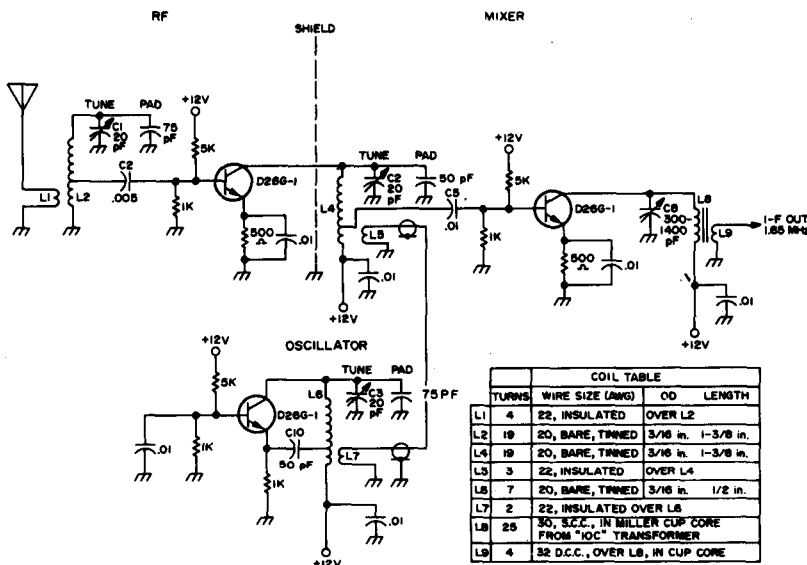 RF
SHIELD
MIXER
TUNE
C1
20
pF
PAD
75
pF
+12V
5K
D26G-1
L1
L2
C2
.005
1K
500
Ω
.01
TUNE
C2
20
pF
PAD
50 pF
L4
L5
C5
.01
.01
+12V
+12V
5K
1K
D26G-1
500
Ω
.01
C8
300-
1400
pF
L8
L9
I-F OUT
1.65 MHz
.01
+12V
OSCILLATOR
+12V
5K
.01
1K
D26G-1
C10
50 pF
1K
L6
TUNE
C3
20
pF
PAD
75PF
L7
.01
+12V
COIL TABLE
TURNS WIRE SIZE (AWG) OD LENGTH
L1 4 22, INSULATED OVER L2
L2 19 20, BARE, TINNED 3/16 in. 1-3/8 in.
L4 19 20, BARE, TINNED 3/16 in. 1-3/8 in.
L5 3 22, INSULATED OVER L4
L6 7 20, BARE, TINNED 3/16 in. 1/2 in.
L7 2 22, INSULATED OVER L6
L8 25 30, S.C.C., IN MILLER CUP CORE
FROM "IOC" TRANSFORMER
L9 4 32 D.C.C., OVER L8, IN CUP CORE